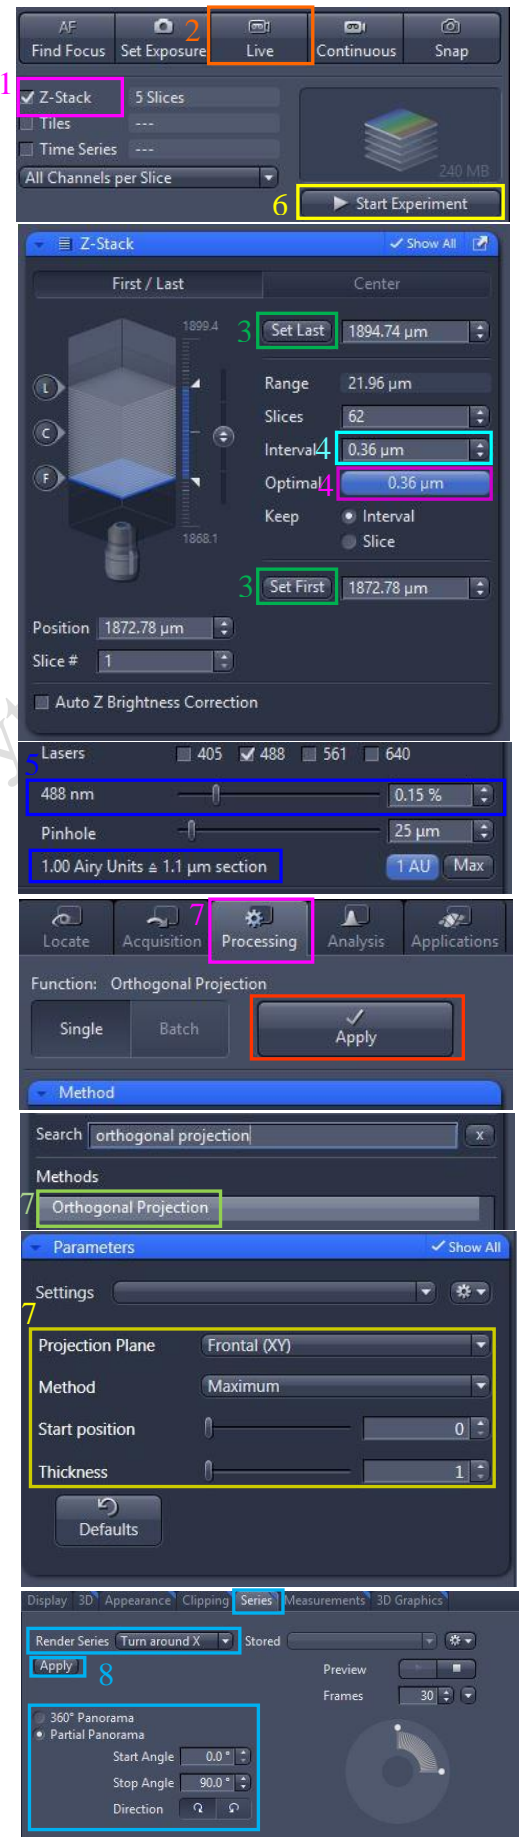 AF
2
Find Focus Set Exposure Live Continuous Snap
1
Z-Stack 5 Slices
Tiles ---
Time Series ---
All Channels per Slice
240 MB
6 Start Experiment
Z-Stack Show All
First / Last Center
1899.4
3 Set Last 1894.74 µm
L
Range 21.96 µm
Slices 62
C
Interval 4 0.36 µm
F
Optimal 4 0.36 µm
Keep Interval
1868.1
Slice
3 Set First 1872.78 µm
Position 1872.78 µm
Slice # 1
Auto Z Brightness Correction
Lasers 405 488 561 640
5
488 nm 0.15 %
Pinhole 25 µm
1.00 Airy Units ≙ 1.1 µm section 1 AU Max
7
Locate Acquisition Processing Analysis Applications
Function: Orthogonal Projection
Single Batch Apply
Method
Search orthogonal projection x
Methods
7 Orthogonal Projection
Parameters Show All
Settings
7
Projection Plane Frontal (XY)
Method Maximum
Start position 0
Thickness 1
Defaults
Display 3D Appearance Clipping Series Measurements 3D Graphics
Render Series Turn around X Stored
Apply 8 Preview
Frames 30
360° Panorama
Partial Panorama
Start Angle 0.0 °
Stop Angle 90.0 °
Direction